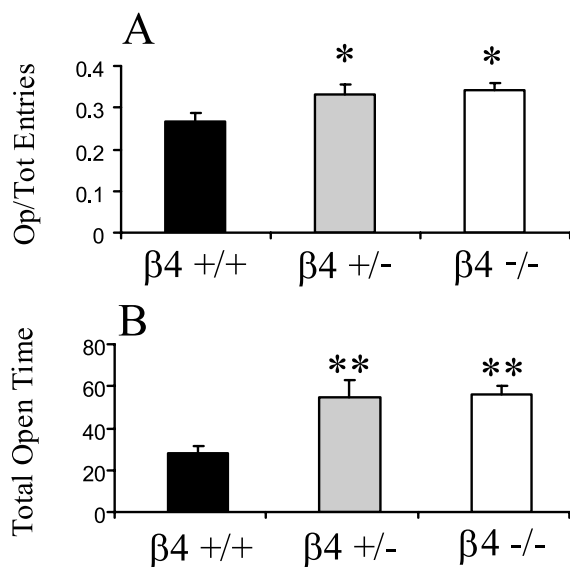 A
Op/Tot Entries
0.4
0.3
0.2
0.1
0
* *
β4 +/+ β4 +/- β4 -/-
B
Total Open Time
80
60
40
20
0
** **
β4 +/+ β4 +/- β4 -/-